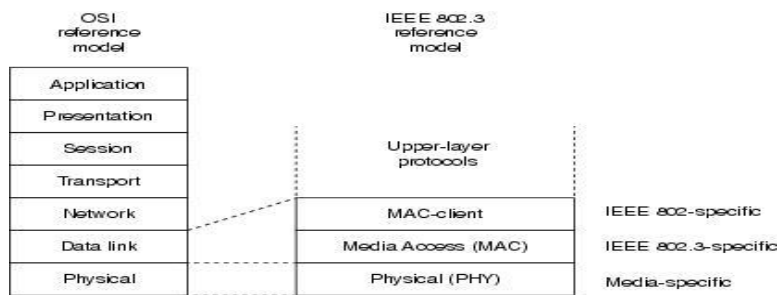 OSI
reference
model
IEEE 802.3
reference
model
Application
Presentation
Session
Transport
Network
Data link
Physical
Upper-layer
protocols
MAC-client
Media Access (MAC)
Physical (PHY)
IEEE 802-specific
IEEE 802.3-specific
Media-specific